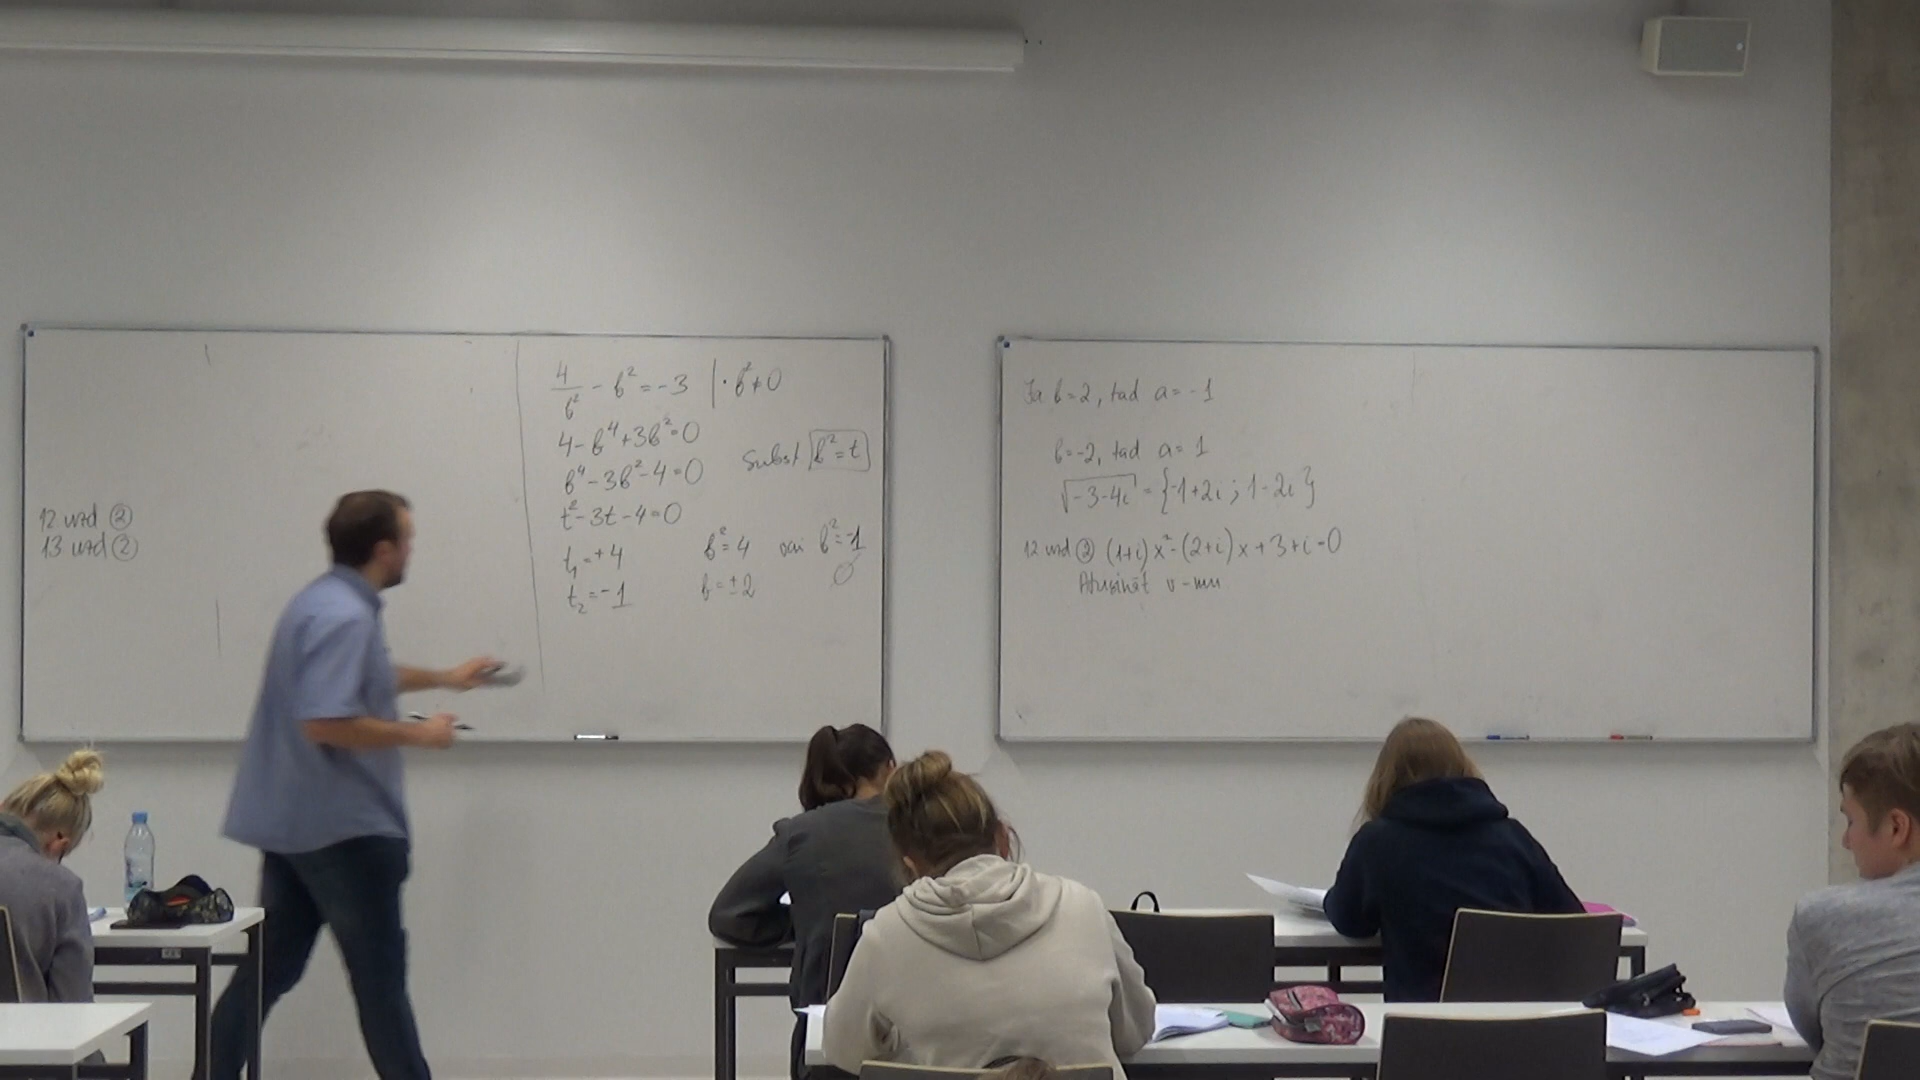 12 uzd ②
13 uzd ②
4/b² - b² = -3 | · b² ≠ 0
4 - b⁴ + 3b² = 0
b⁴ - 3b² - 4 = 0
Subst b² = t
t² - 3t - 4 = 0
t₁ = +4
t₂ = -1
b² = 4 vai b² = -1
b = ±2 ∅
Ja b = 2, tad a = -1
b = -2, tad a = 1
√-3-4i = {-1+2i ; 1-2i}
12 uzd ② (1+i)x² - (2+i)x + 3+i = 0
Atrisināt